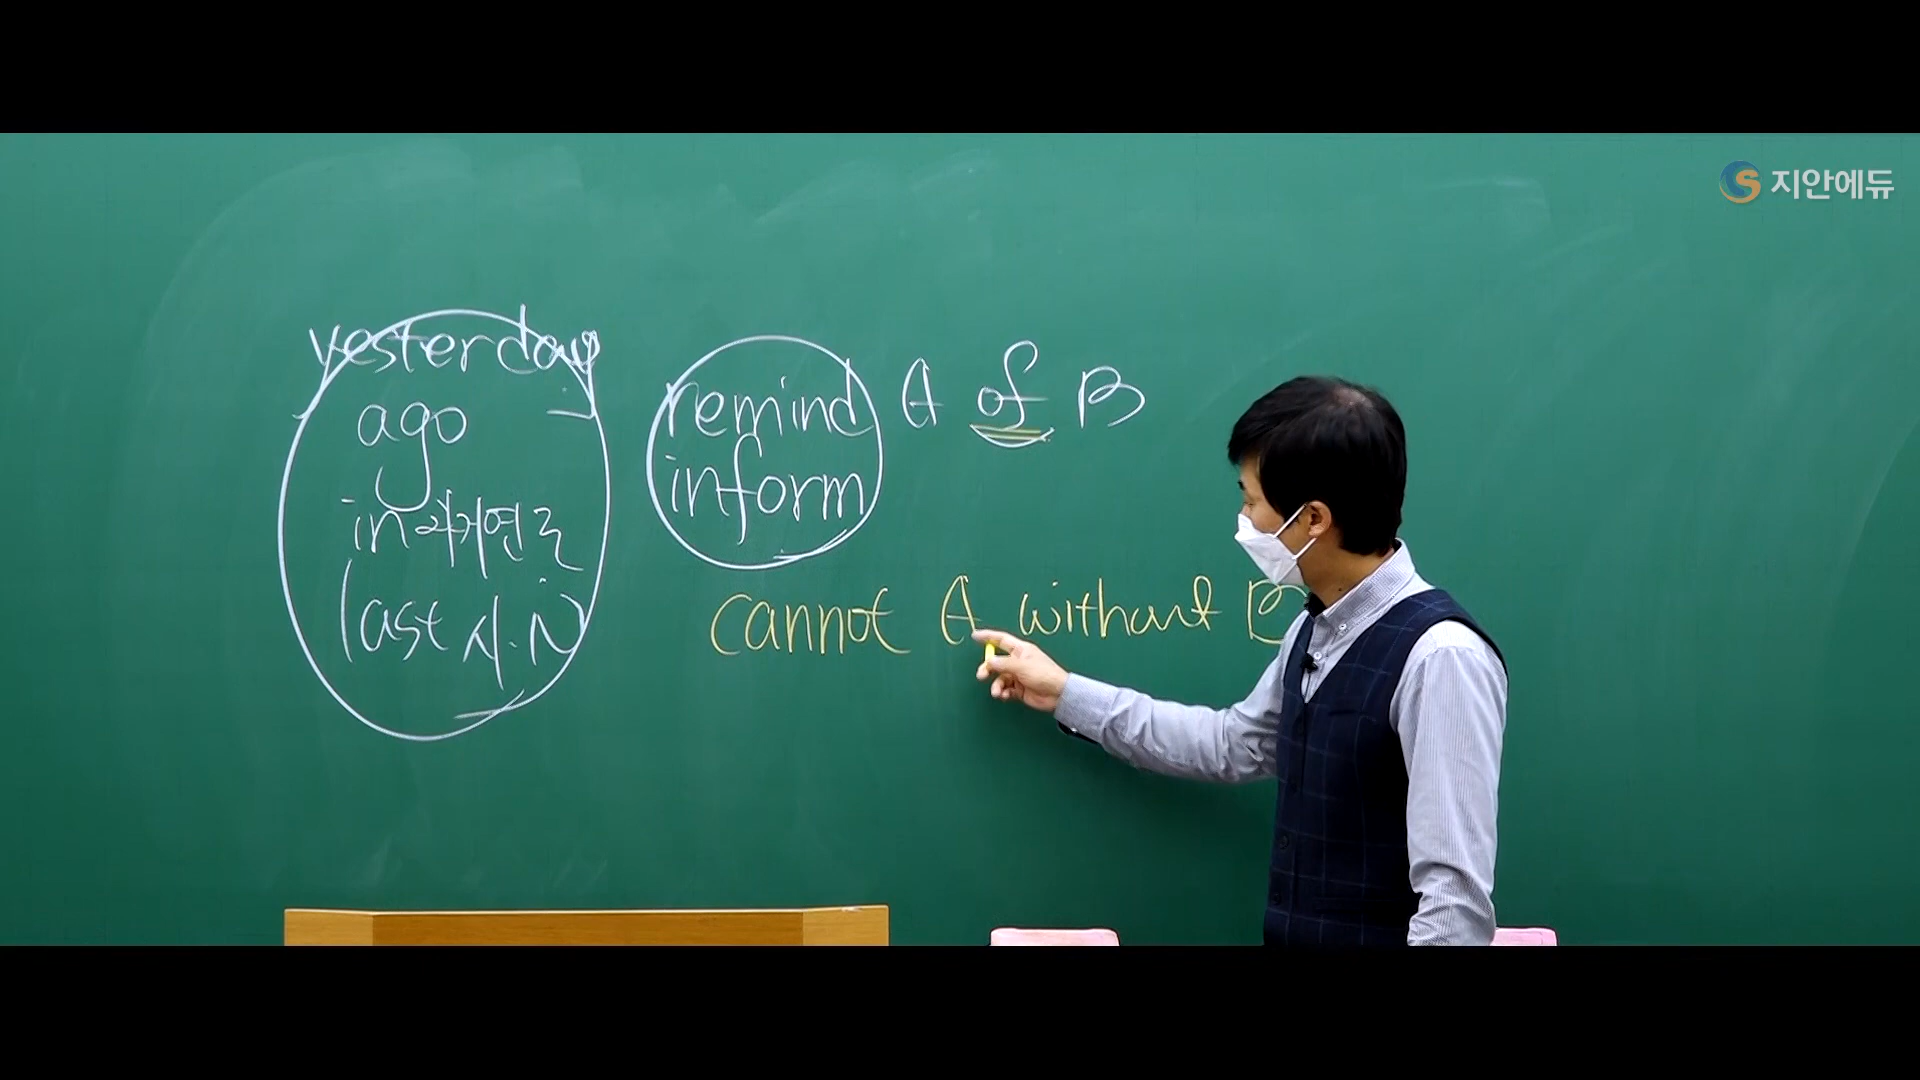 지안에듀
yesterday
ago
in 과거연도
last 시·N
remind A of B
inform
cannot A without B